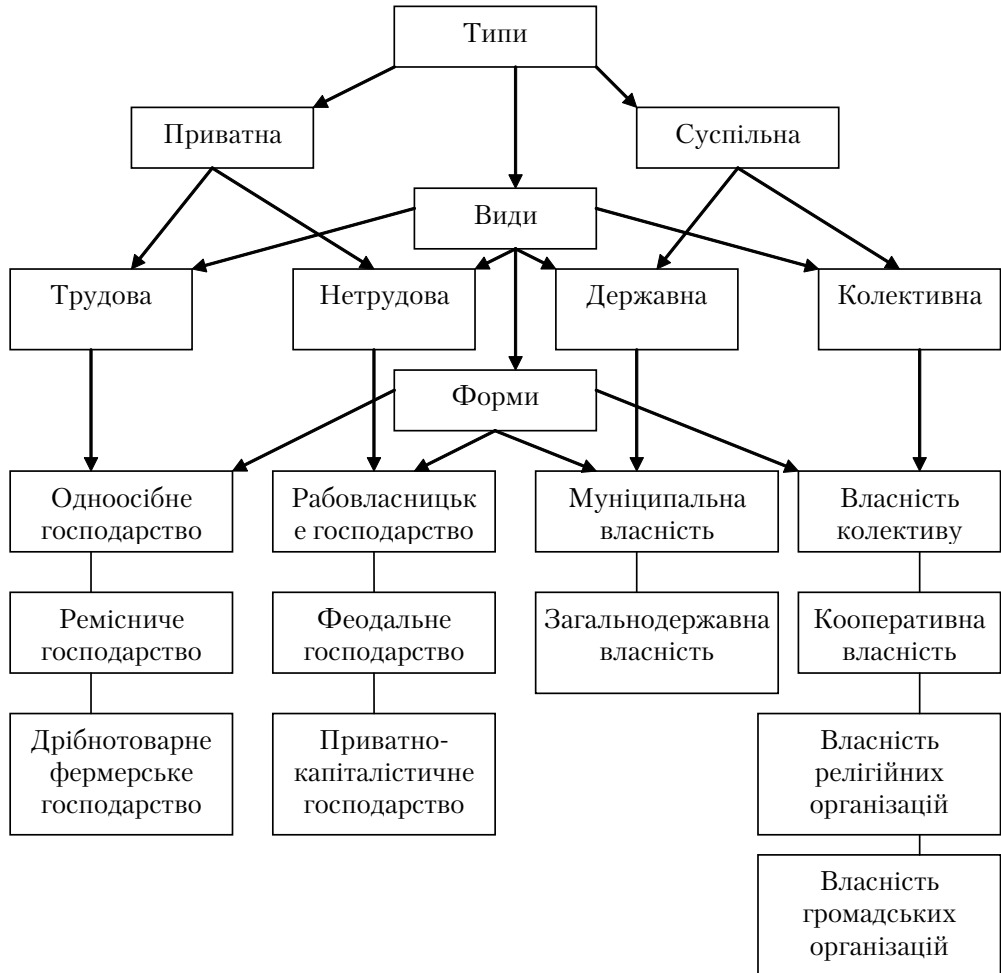 Типи
Приватна
Суспільна
Види
Трудова
Нетрудова
Державна
Колективна
Форми
Одноосібне
господарство
Рабовласницьк
е господарство
Муніципальна
власність
Власність
колективу
Ремісниче
господарство
Феодальне
господарство
Загальнодержавна
власність
Кооперативна
власність
Дрібнотоварне
фермерське
господарство
Приватно-
капіталістичне
господарство
Власність
релігійних
організацій
Власність
громадських
організацій